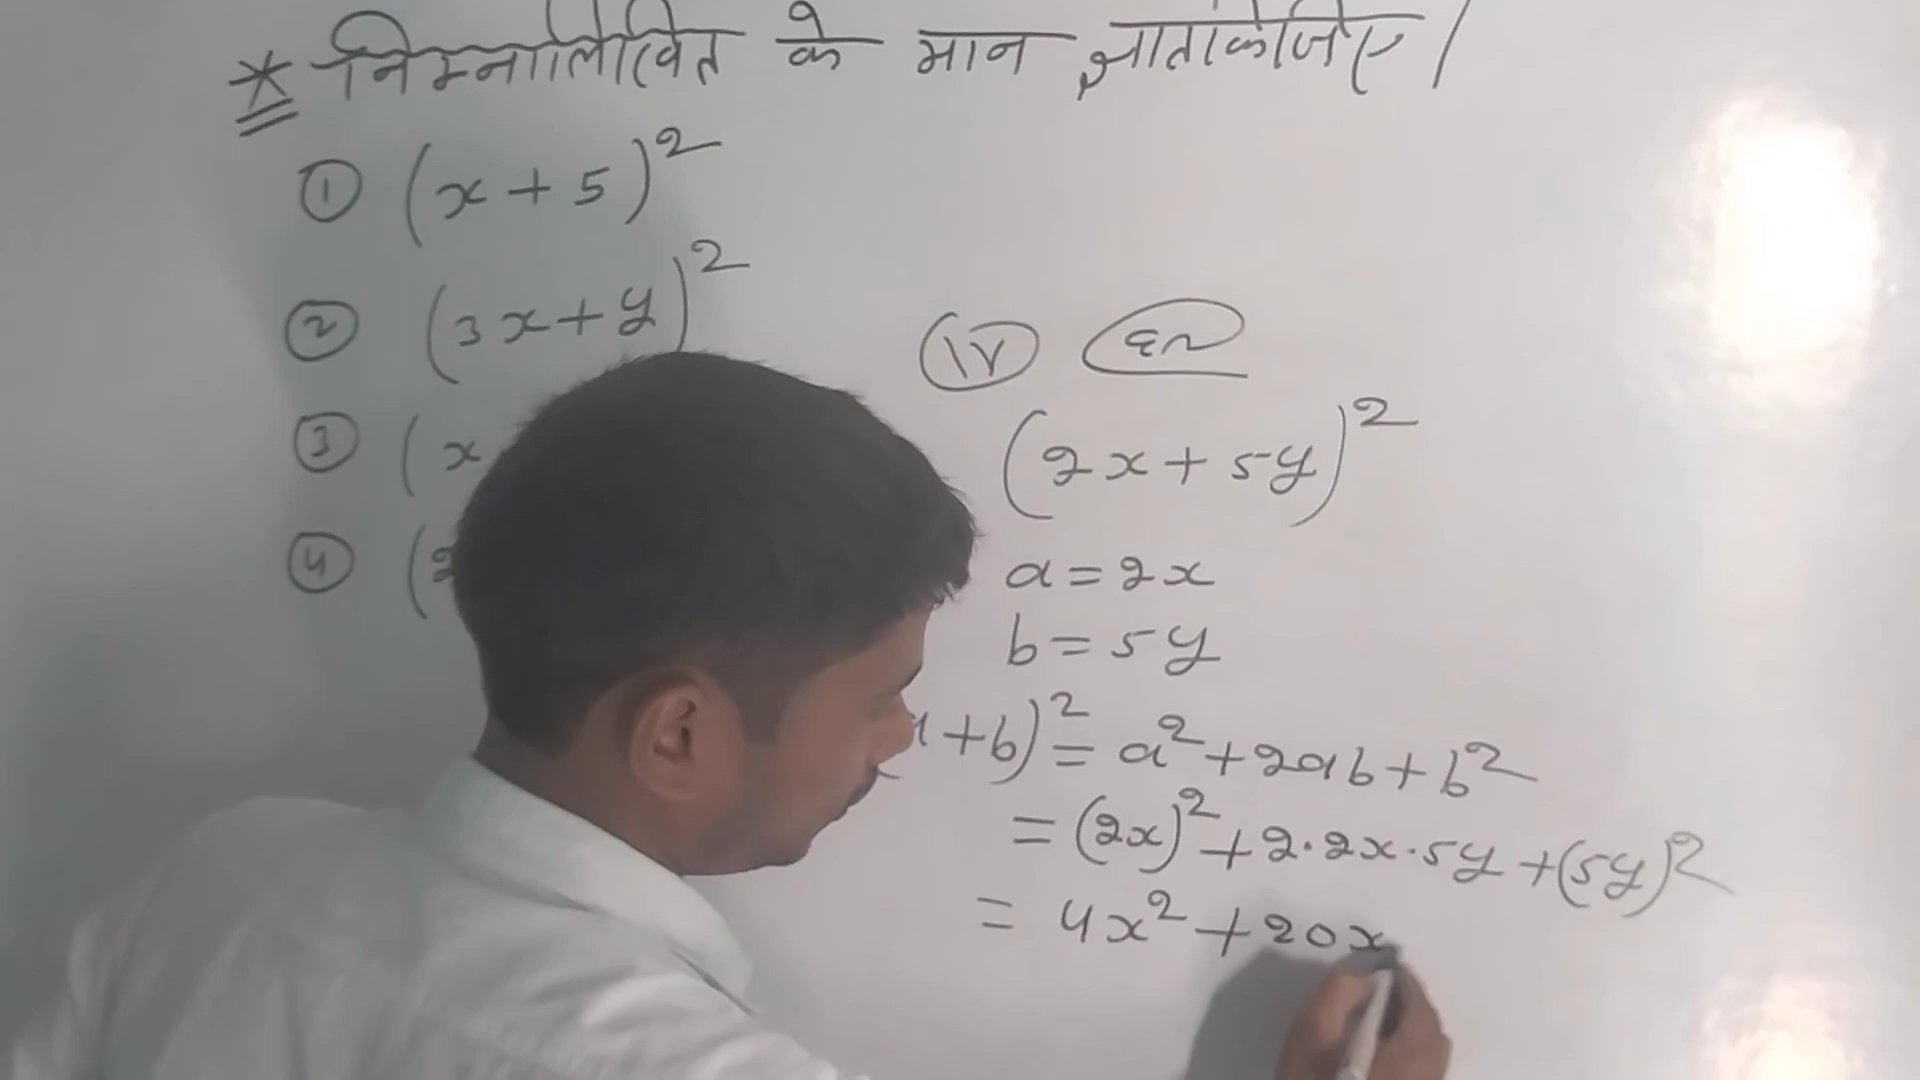 * निम्नलिखित के मान ज्ञात कीजिए।
① (x + 5)²
② (3x + y)²
③ (x
④ (2
(iv) हल
(2x + 5y)²
a = 2x
b = 5y
+b)² = a² + 2ab + b²
= (2x)² + 2·2x·5y + (5y)²
= 4x² + 20x